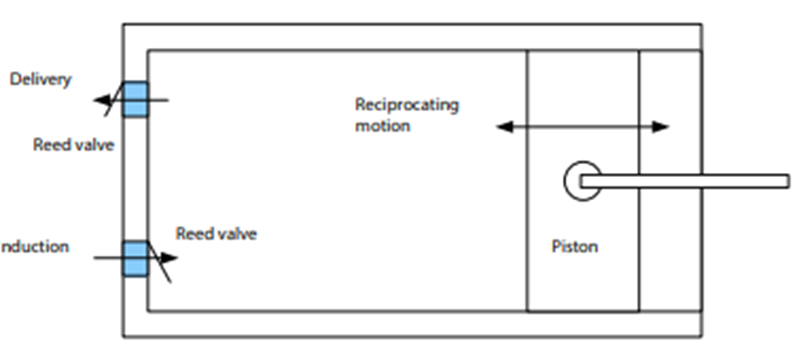 Delivery
Reed valve
Reciprocating
motion
Reed valve
nduction
Piston